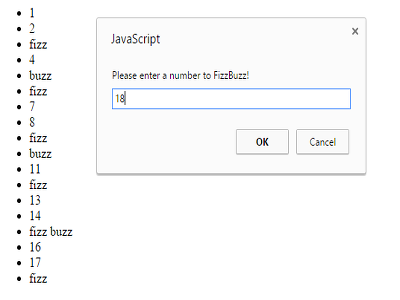 1
2
fizz
4
buzz
fizz
7
8
fizz
buzz
11
fizz
13
14
fizz buzz
16
17
fizz
JavaScript
Please enter a number to FizzBuzz!
18
OK
Cancel